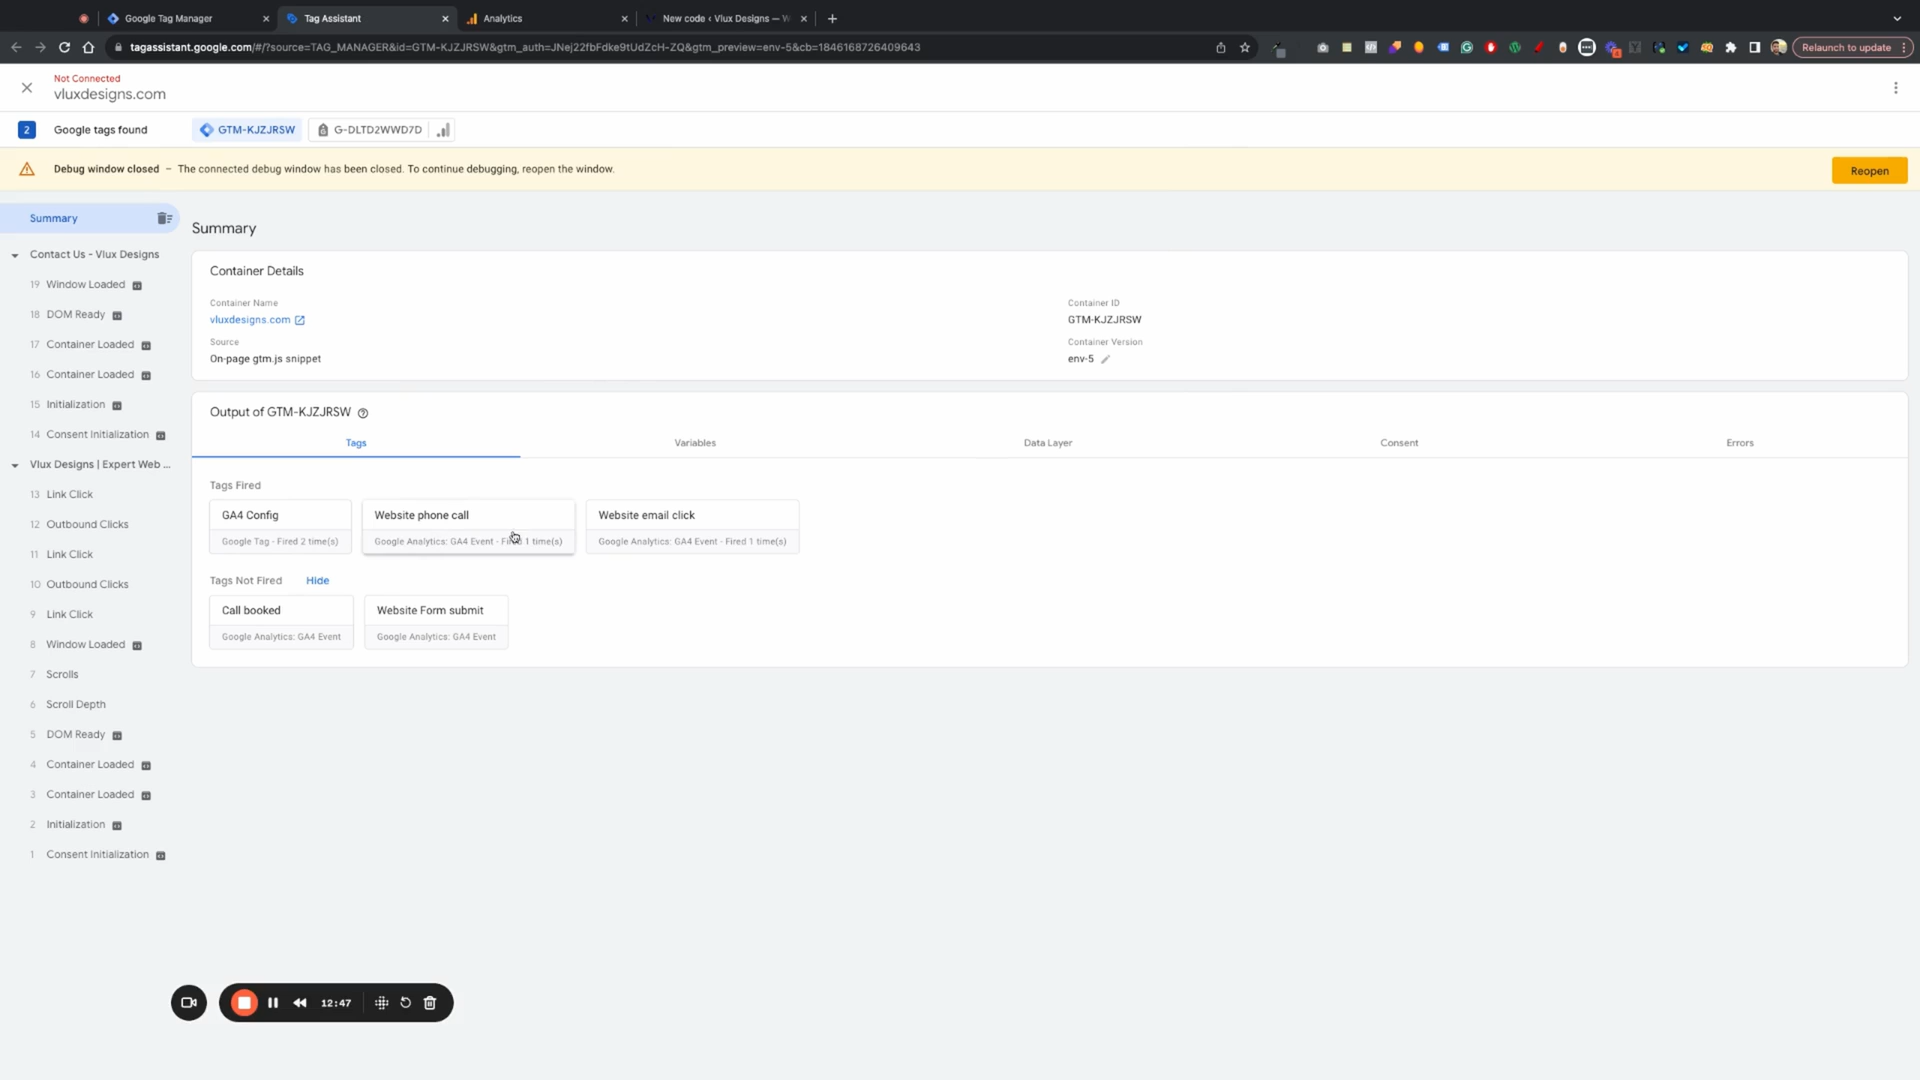 Google Tag Manager
Tag Assistant
Analytics
New code ‹ Vlux Designs — W
tagassistant.google.com/#/?source=TAG_MANAGER&id=GTM-KJZJRSW&gtm_auth=JNej22fbFdke9tUdZcH-ZQ&gtm_preview=env-5&cb=1846168726409643
Relaunch to update
Not Connected
vluxdesigns.com
2 Google tags found GTM-KJZJRSW G-DLTD2WWD7D
Debug window closed – The connected debug window has been closed. To continue debugging, reopen the window.
Reopen
Summary
Contact Us - Vlux Designs
19 Window Loaded
18 DOM Ready
17 Container Loaded
16 Container Loaded
15 Initialization
14 Consent Initialization
Vlux Designs | Expert Web ...
13 Link Click
12 Outbound Clicks
11 Link Click
10 Outbound Clicks
9 Link Click
8 Window Loaded
7 Scrolls
6 Scroll Depth
5 DOM Ready
4 Container Loaded
3 Container Loaded
2 Initialization
1 Consent Initialization
Summary
Container Details
Container Name
vluxdesigns.com
Container ID
GTM-KJZJRSW
Source
On-page gtm.js snippet
Container Version
env-5
Output of GTM-KJZJRSW
Tags Variables Data Layer Consent Errors
Tags Fired
GA4 Config
Google Tag - Fired 2 time(s)
Website phone call
Google Analytics: GA4 Event - Fired 1 time(s)
Website email click
Google Analytics: GA4 Event - Fired 1 time(s)
Tags Not Fired Hide
Call booked
Google Analytics: GA4 Event
Website Form submit
Google Analytics: GA4 Event
12:47